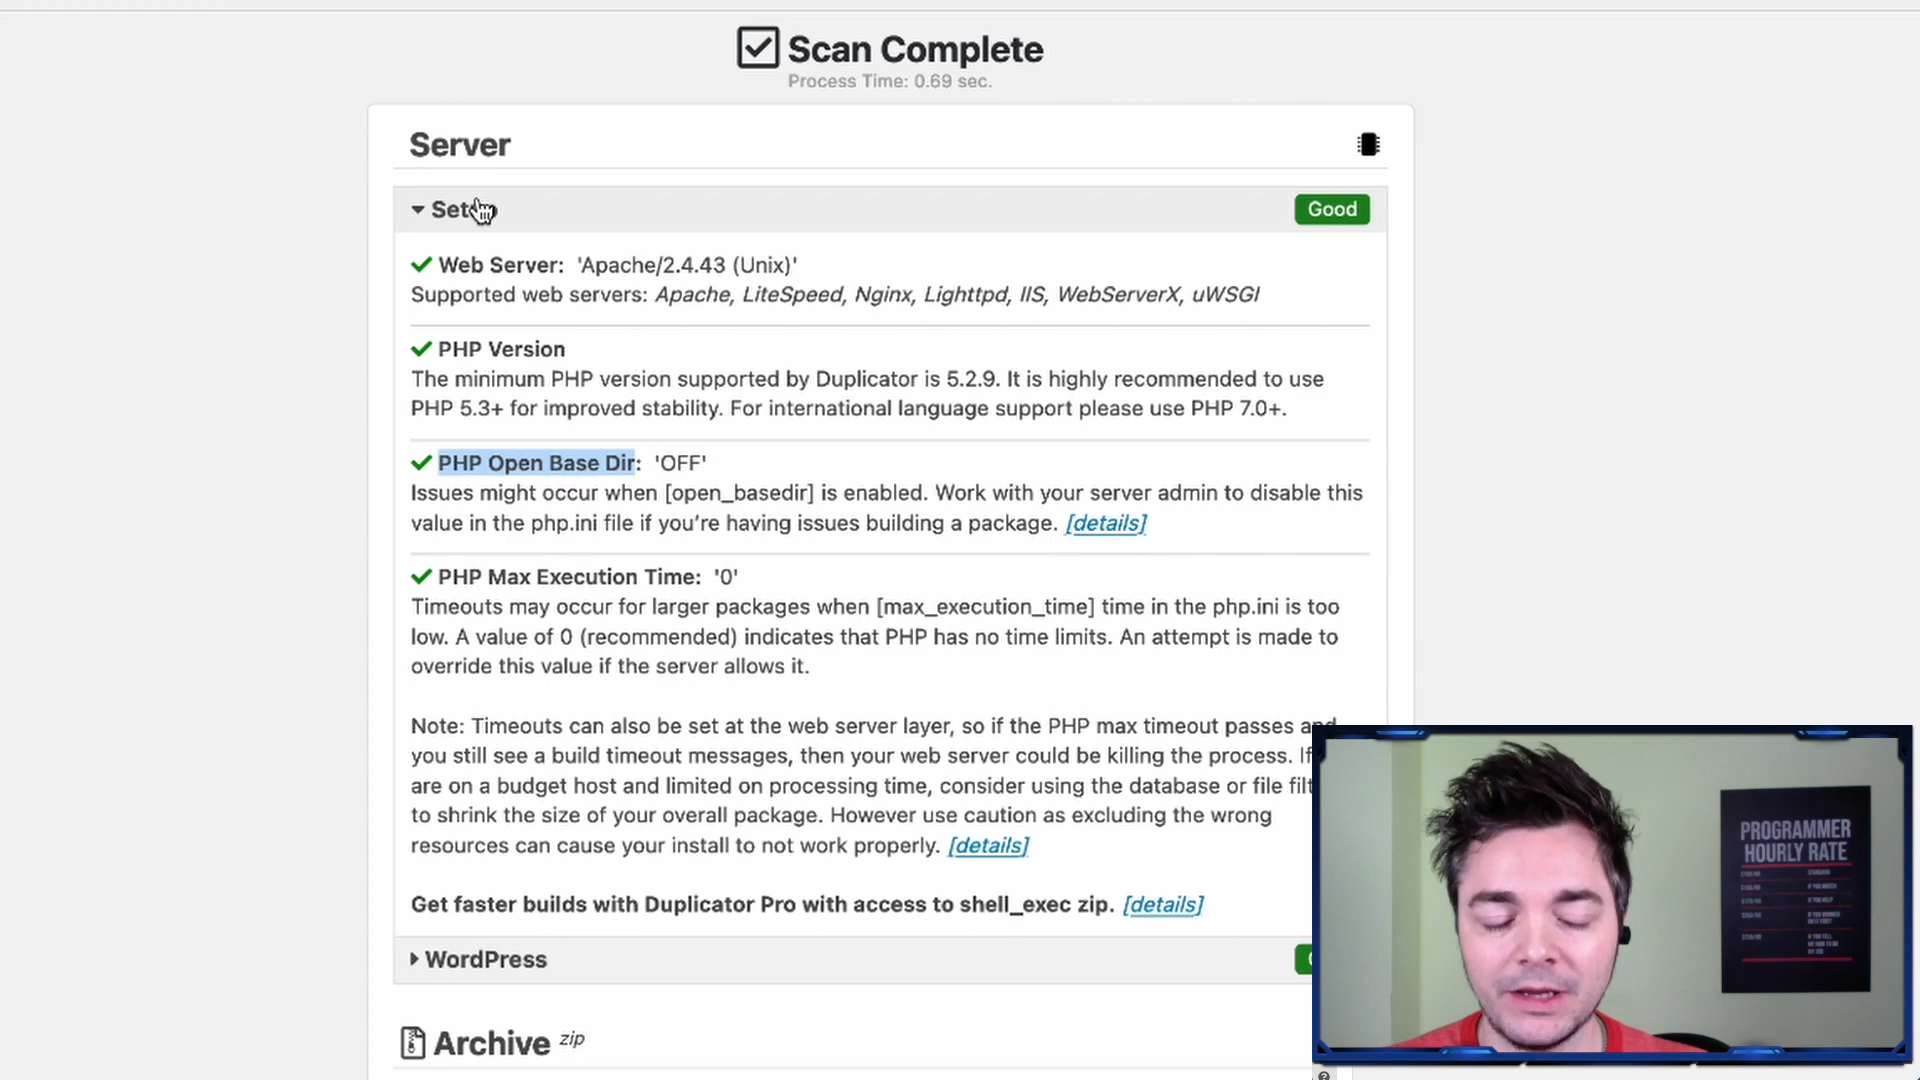 Scan Complete
Process Time: 0.69 sec.
Server
Set
Good
Web Server: 'Apache/2.4.43 (Unix)'
Supported web servers: Apache, LiteSpeed, Nginx, Lighttpd, IIS, WebServerX, uWSGI
PHP Version
The minimum PHP version supported by Duplicator is 5.2.9. It is highly recommended to use
PHP 5.3+ for improved stability. For international language support please use PHP 7.0+.
PHP Open Base Dir: 'OFF'
Issues might occur when [open_basedir] is enabled. Work with your server admin to disable this
value in the php.ini file if you’re having issues building a package. [details]
PHP Max Execution Time: '0'
Timeouts may occur for larger packages when [max_execution_time] time in the php.ini is too
low. A value of 0 (recommended) indicates that PHP has no time limits. An attempt is made to
override this value if the server allows it.
Note: Timeouts can also be set at the web server layer, so if the PHP max timeout passes and
you still see a build timeout messages, then your web server could be killing the process. If
are on a budget host and limited on processing time, consider using the database or file filt
to shrink the size of your overall package. However use caution as excluding the wrong
resources can cause your install to not work properly. [details]
Get faster builds with Duplicator Pro with access to shell_exec zip. [details]
WordPress
Archive zip
PROGRAMMER
HOURLY RATE